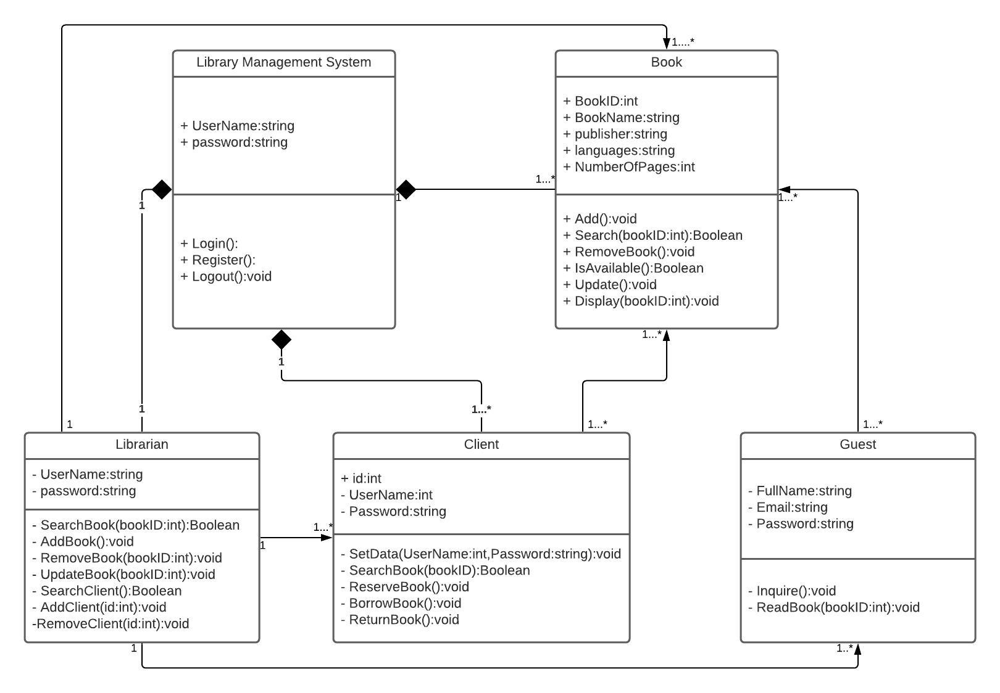 1....*
Library Management System
+ UserName:string
+ password:string
+ Login():
+ Register():
+ Logout():void
Book
+ BookID:int
+ BookName:string
+ publisher:string
+ languages:string
+ NumberOfPages:int
+ Add():void
+ Search(bookID:int):Boolean
+ RemoveBook():void
+ IsAvailable():Boolean
+ Update():void
+ Display(bookID:int):void
1...*
1
1...*
1
1...*
1
1
1...*
1
1...*
1...*
Librarian
- UserName:string
- password:string
- SearchBook(bookID:int):Boolean
- AddBook():void
- RemoveBook(bookID:int):void
- UpdateBook(bookID:int):void
- SearchClient():Boolean
- AddClient(id:int):void
-RemoveClient(id:int):void
1...*
1
Client
+ id:int
- UserName:int
- Password:string
- SetData(UserName:int,Password:string):void
- SearchBook(bookID):Boolean
- ReserveBook():void
- BorrowBook():void
- ReturnBook():void
Guest
- FullName:string
- Email:string
- Password:string
- Inquire():void
- ReadBook(bookID:int):void
1
1..*